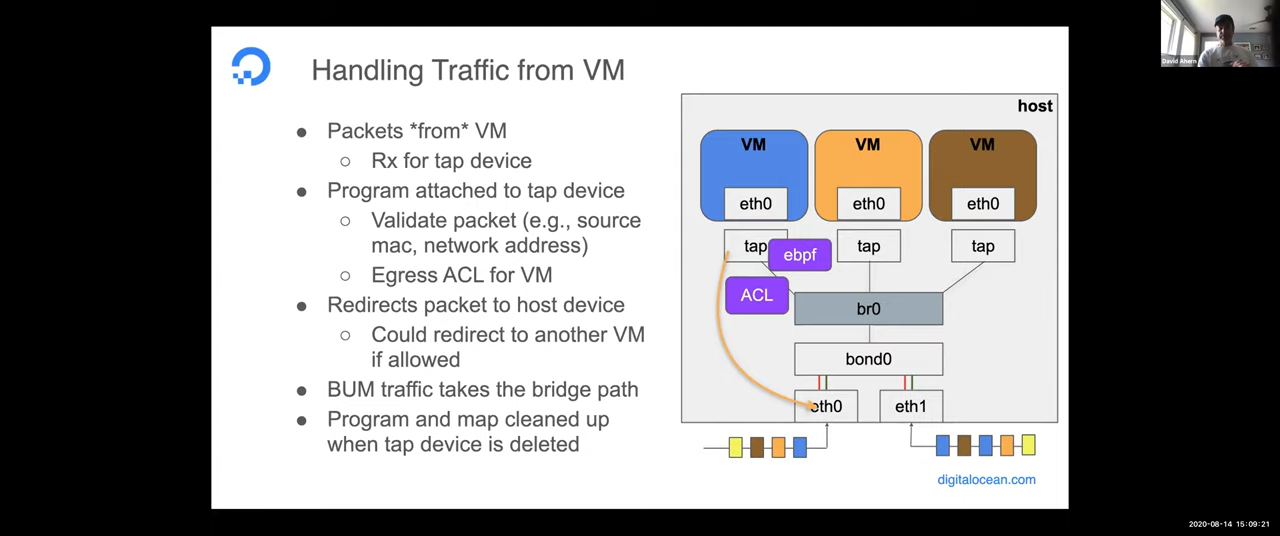 Handling Traffic from VM
● Packets *from* VM
○ Rx for tap device
● Program attached to tap device
○ Validate packet (e.g., source
mac, network address)
○ Egress ACL for VM
● Redirects packet to host device
○ Could redirect to another VM
if allowed
● BUM traffic takes the bridge path
● Program and map cleaned up
when tap device is deleted
host
VM VM VM
eth0 eth0 eth0
tap tap tap
ebpf
ACL
br0
bond0
eth0 eth1
digitalocean.com
David Ahern
2020-08-14 15:09:21